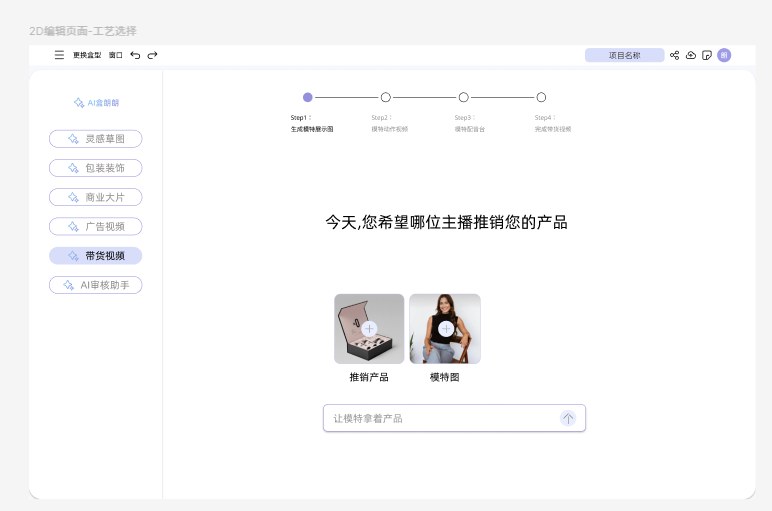 2D编辑页面-工艺选择
更换盒型 窗口
项目名称
AI盒朗朗
灵感草图
包装装饰
商业大片
广告视频
带货视频
AI审核助手
Step1：
生成模特展示图
Step2：
模特动作视频
Step3：
模特配音台
Step4：
完成带货视频
今天,您希望哪位主播推销您的产品
推销产品
模特图
让模特拿着产品